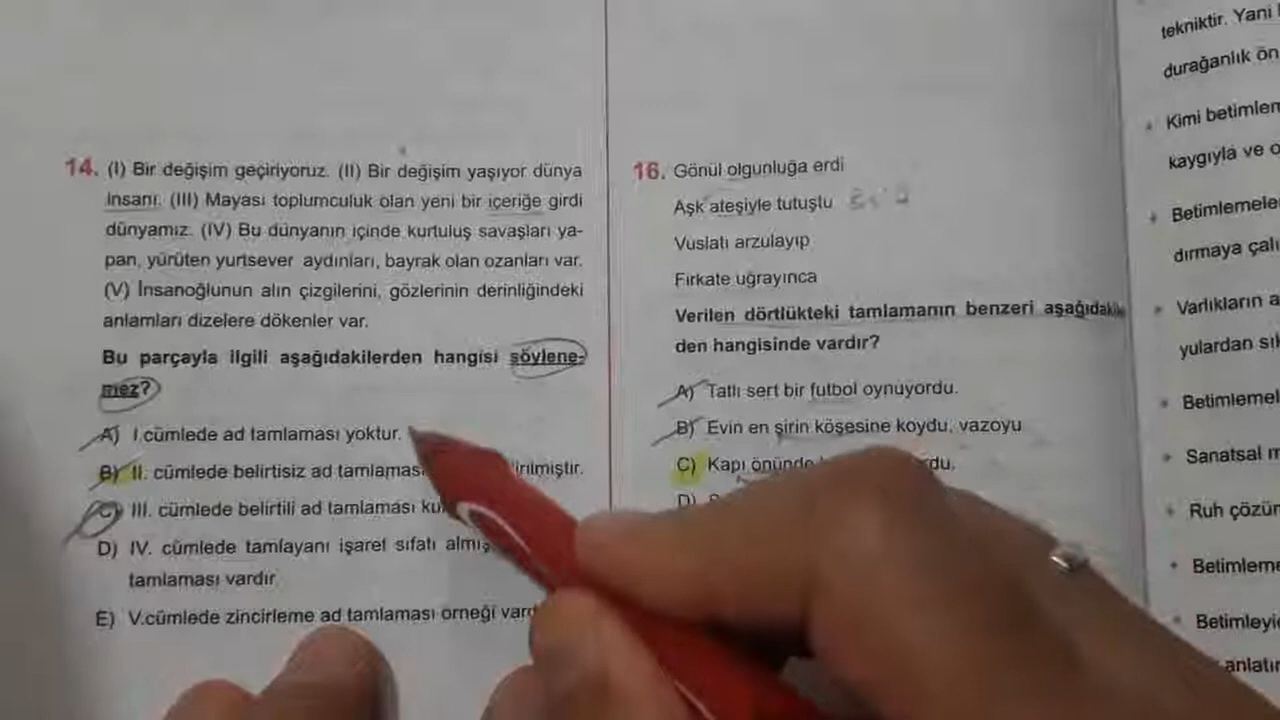 14. (I) Bir değişim geçiriyoruz. (II) Bir değişim yaşıyor dünya
insanı. (III) Mayası toplumculuk olan yeni bir içeriğe girdi
dünyamız. (IV) Bu dünyanın içinde kurtuluş savaşları ya-
pan, yürüten yurtsever aydınları, bayrak olan ozanları var.
(V) İnsanoğlunun alın çizgilerini, gözlerinin derinliğindeki
anlamları dizelere dökenler var.
Bu parçayla ilgili aşağıdakilerden hangisi söylene-
mez?
A) I.cümlede ad tamlaması yoktur.
B) II. cümlede belirtisiz ad tamlaması
C) III. cümlede belirtili ad tamlaması
D) IV. cümlede tamlayanı işaret sıfatı almış
tamlaması vardır
E) V.cümlede zincirleme ad tamlaması örneği
16. Gönül olgunluğa erdi
Aşk ateşiyle tutuştu
Vuslatı arzulayıp
Firkate uğrayınca
Verilen dörtlükteki tamlamanın benzeri aşağıdaki
den hangisinde vardır?
A) Tatlı sert bir futbol oynuyordu.
B) Evin en şirin köşesine koydu, vazoyu
C) Kapı önünde
D)
tekniktir. Yani
durağanlık ön
Kimi betimlem
kaygıyla ve o
Betimlemele
dırmaya çalı
Varlıkların a
yulardan sı
Betimlemel
Sanatsal m
Ruh çözüm
Betimleme
Betimleyi
anlatım